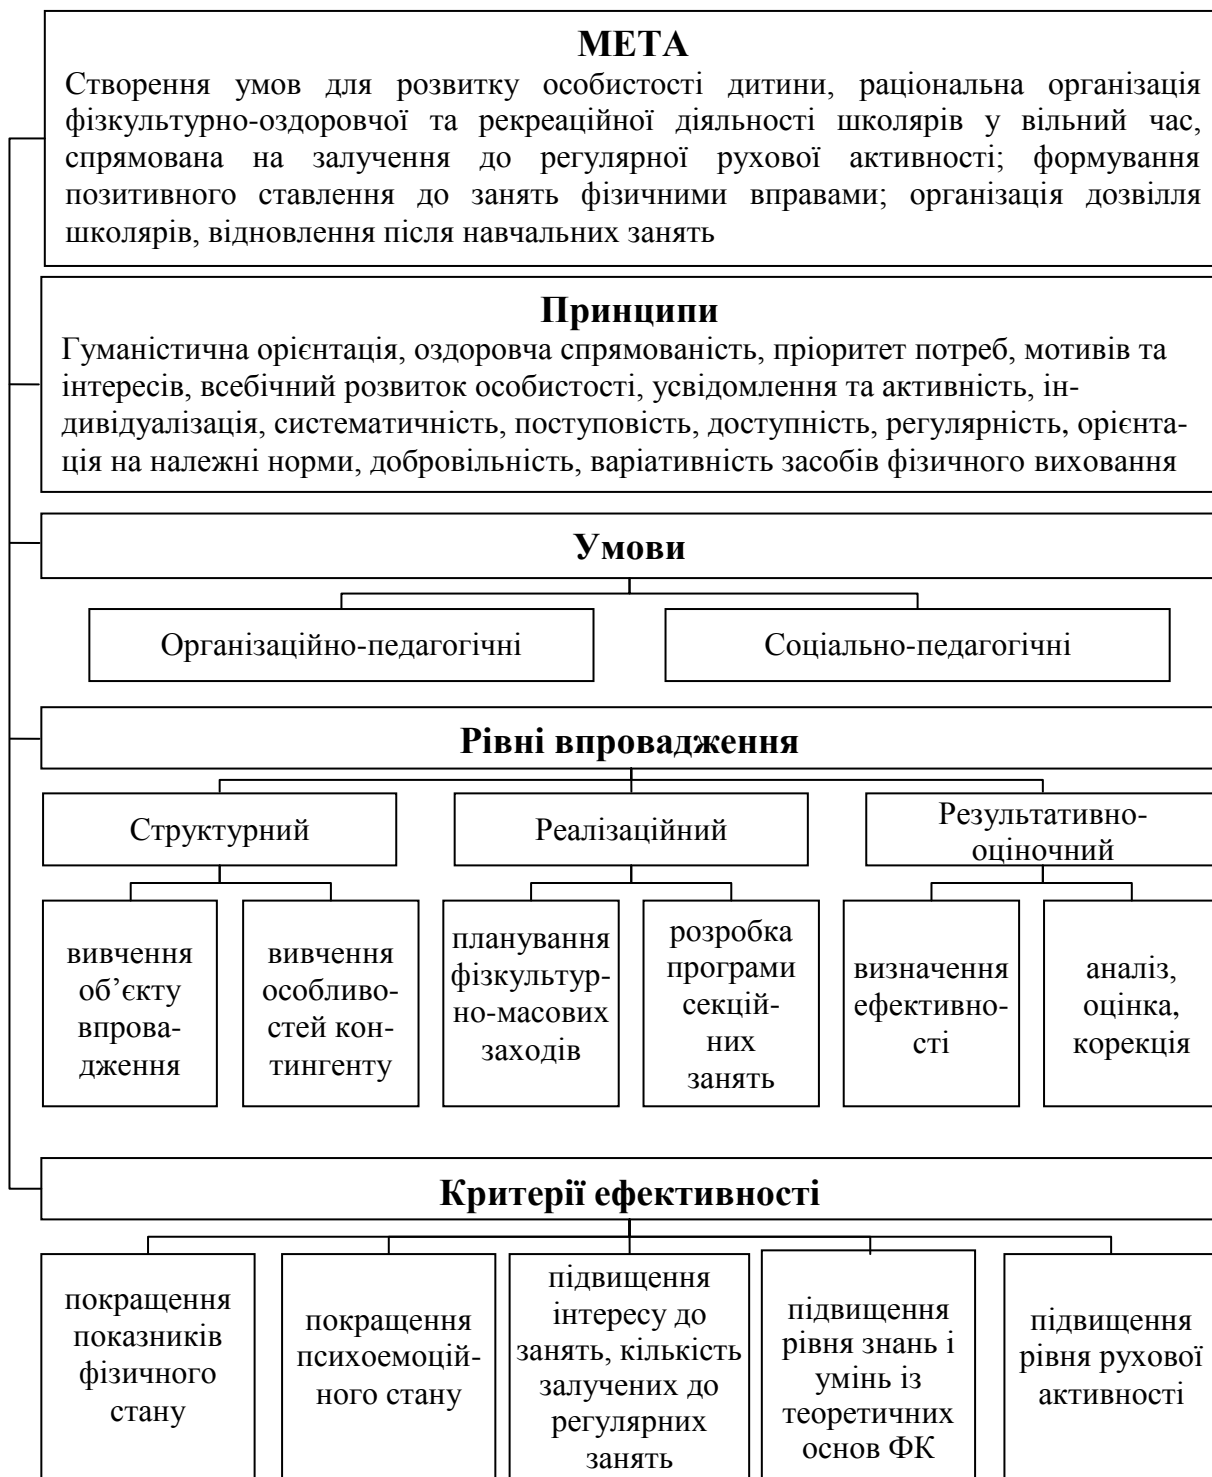 МЕТА
Створення умов для розвитку особистості дитини, раціональна організація
фізкультурно-оздоровчої та рекреаційної діяльності школярів у вільний час,
спрямована на залучення до регулярної рухової активності; формування
позитивного ставлення до занять фізичними вправами; організація дозвілля
школярів, відновлення після навчальних занять
Принципи
Гуманістична орієнтація, оздоровча спрямованість, пріоритет потреб, мотивів та
інтересів, всебічний розвиток особистості, усвідомлення та активність, ін-
дивідуалізація, систематичність, поступовість, доступність, регулярність, орієнта-
ція на належні норми, добровільність, варіативність засобів фізичного виховання
Умови
Організаційно-педагогічні
Соціально-педагогічні
Рівні впровадження
Структурний
Реалізаційний
Результативно-
оціночний
вивчення
об’єкту
впрова-
дження
вивчення
особливо-
стей кон-
тингенту
планування
фізкультур-
но-масових
заходів
розробка
програми
секцій-
них
занять
визначення
ефективно-
сті
аналіз,
оцінка,
корекція
Критерії ефективності
покращення
показників
фізичного
стану
покращення
психоемоцій-
ного стану
підвищення
інтересу до
занять, кількість
залучених до
регулярних
занять
підвищення
рівня знань і
умінь із
теоретичних
основ ФК
підвищення
рівня рухової
активності